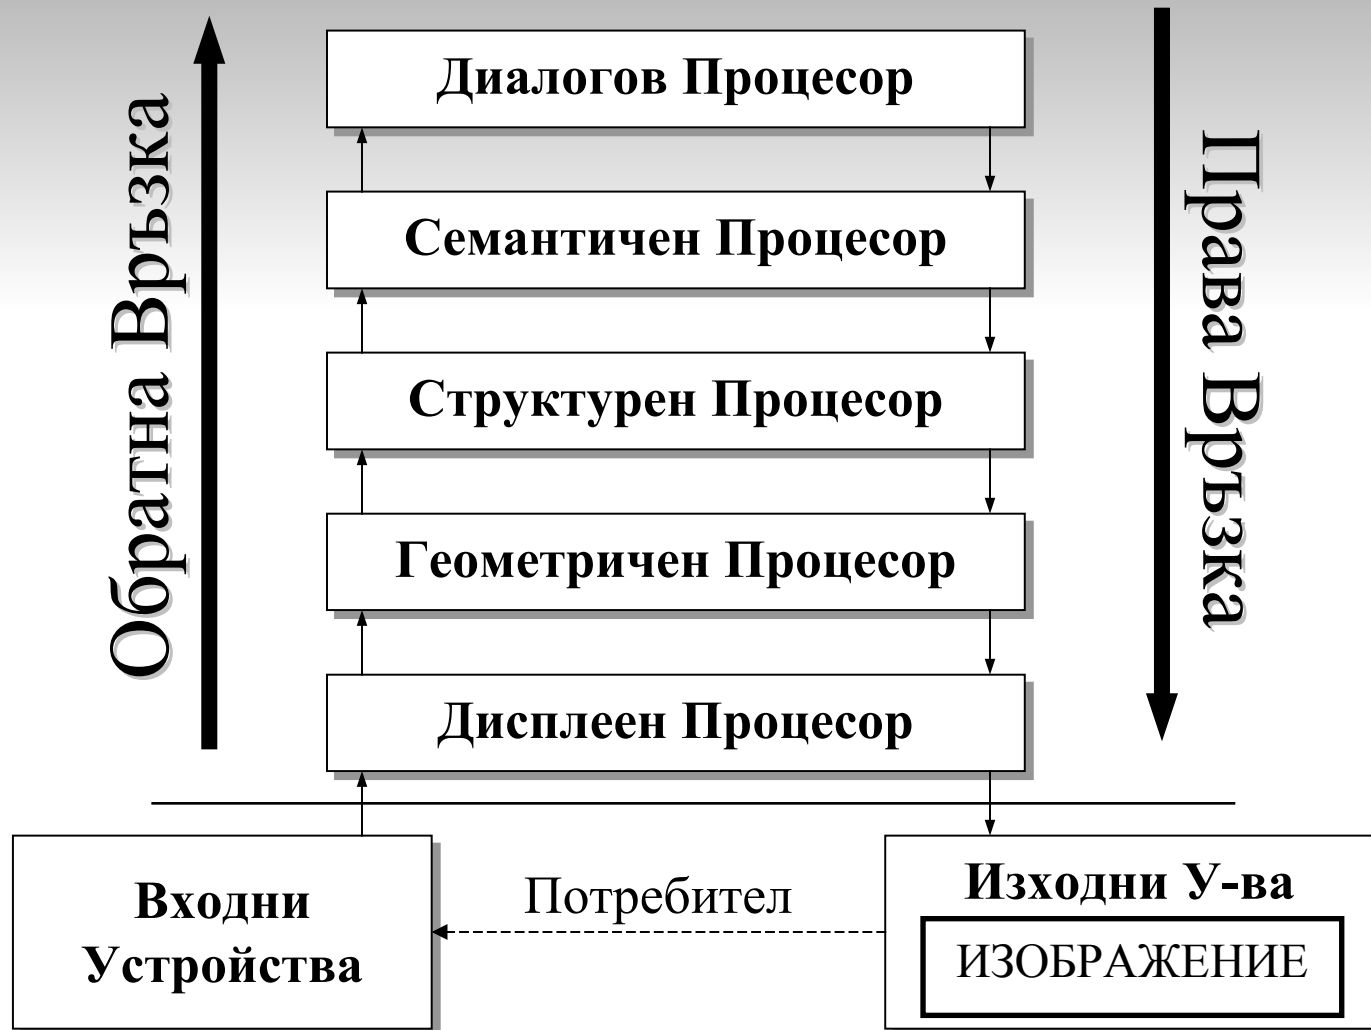 Диалогов Процесор
Обратна Връзка
Права Връзка
Семантичен Процесор
Структурен Процесор
Геометричен Процесор
Дисплеен Процесор
Входни
Устройства
Потребител
Изходни У-ва
ИЗОБРАЖЕНИЕ